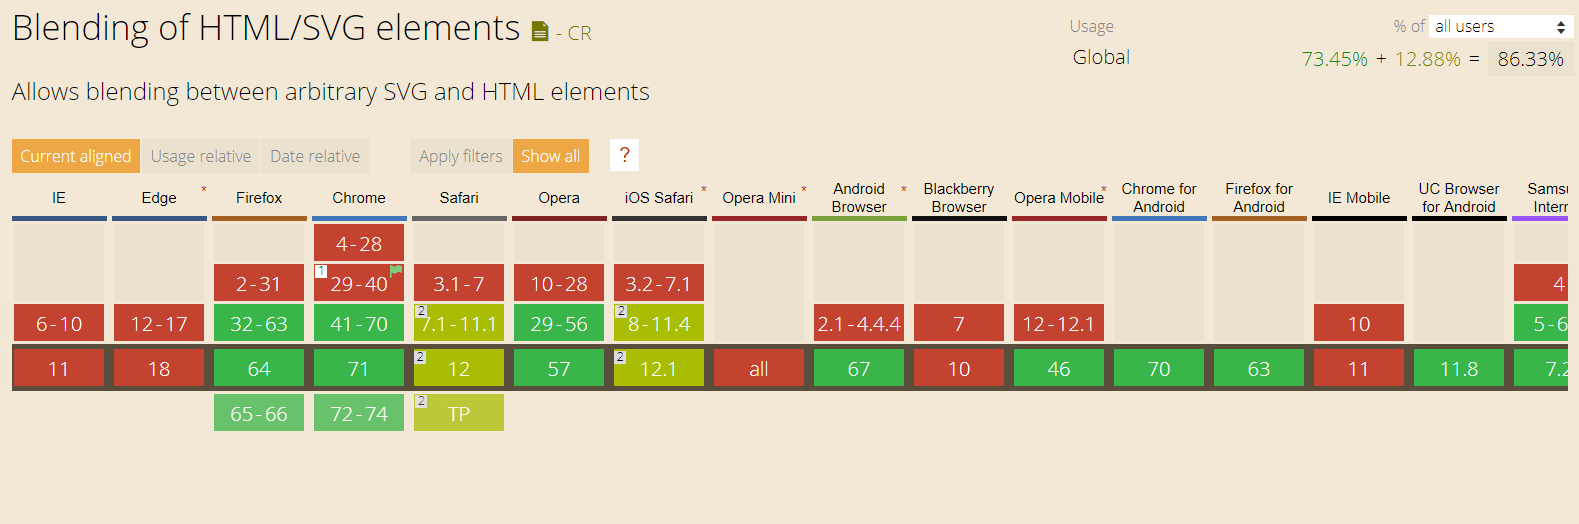 Blending of HTML/SVG elements - CR
Usage % of all users
Global 73.45% + 12.88% = 86.33%
Allows blending between arbitrary SVG and HTML elements
Current aligned Usage relative Date relative Apply filters Show all ?
IE Edge * Firefox Chrome Safari Opera iOS Safari * Opera Mini * Android Browser * Blackberry Browser Opera Mobile * Chrome for Android Firefox for Android IE Mobile UC Browser for Android
4-28
2-31 1 29-40 3.1-7 10-28 3.2-7.1 4
6-10 12-17 32-63 41-70 2 7.1-11.1 29-56 2 8-11.4 2.1-4.4.4 7 12-12.1 10 5-6
11 18 64 71 2 12 57 2 12.1 all 67 10 46 70 63 11 11.8 7.2
65-66 72-74 2 TP